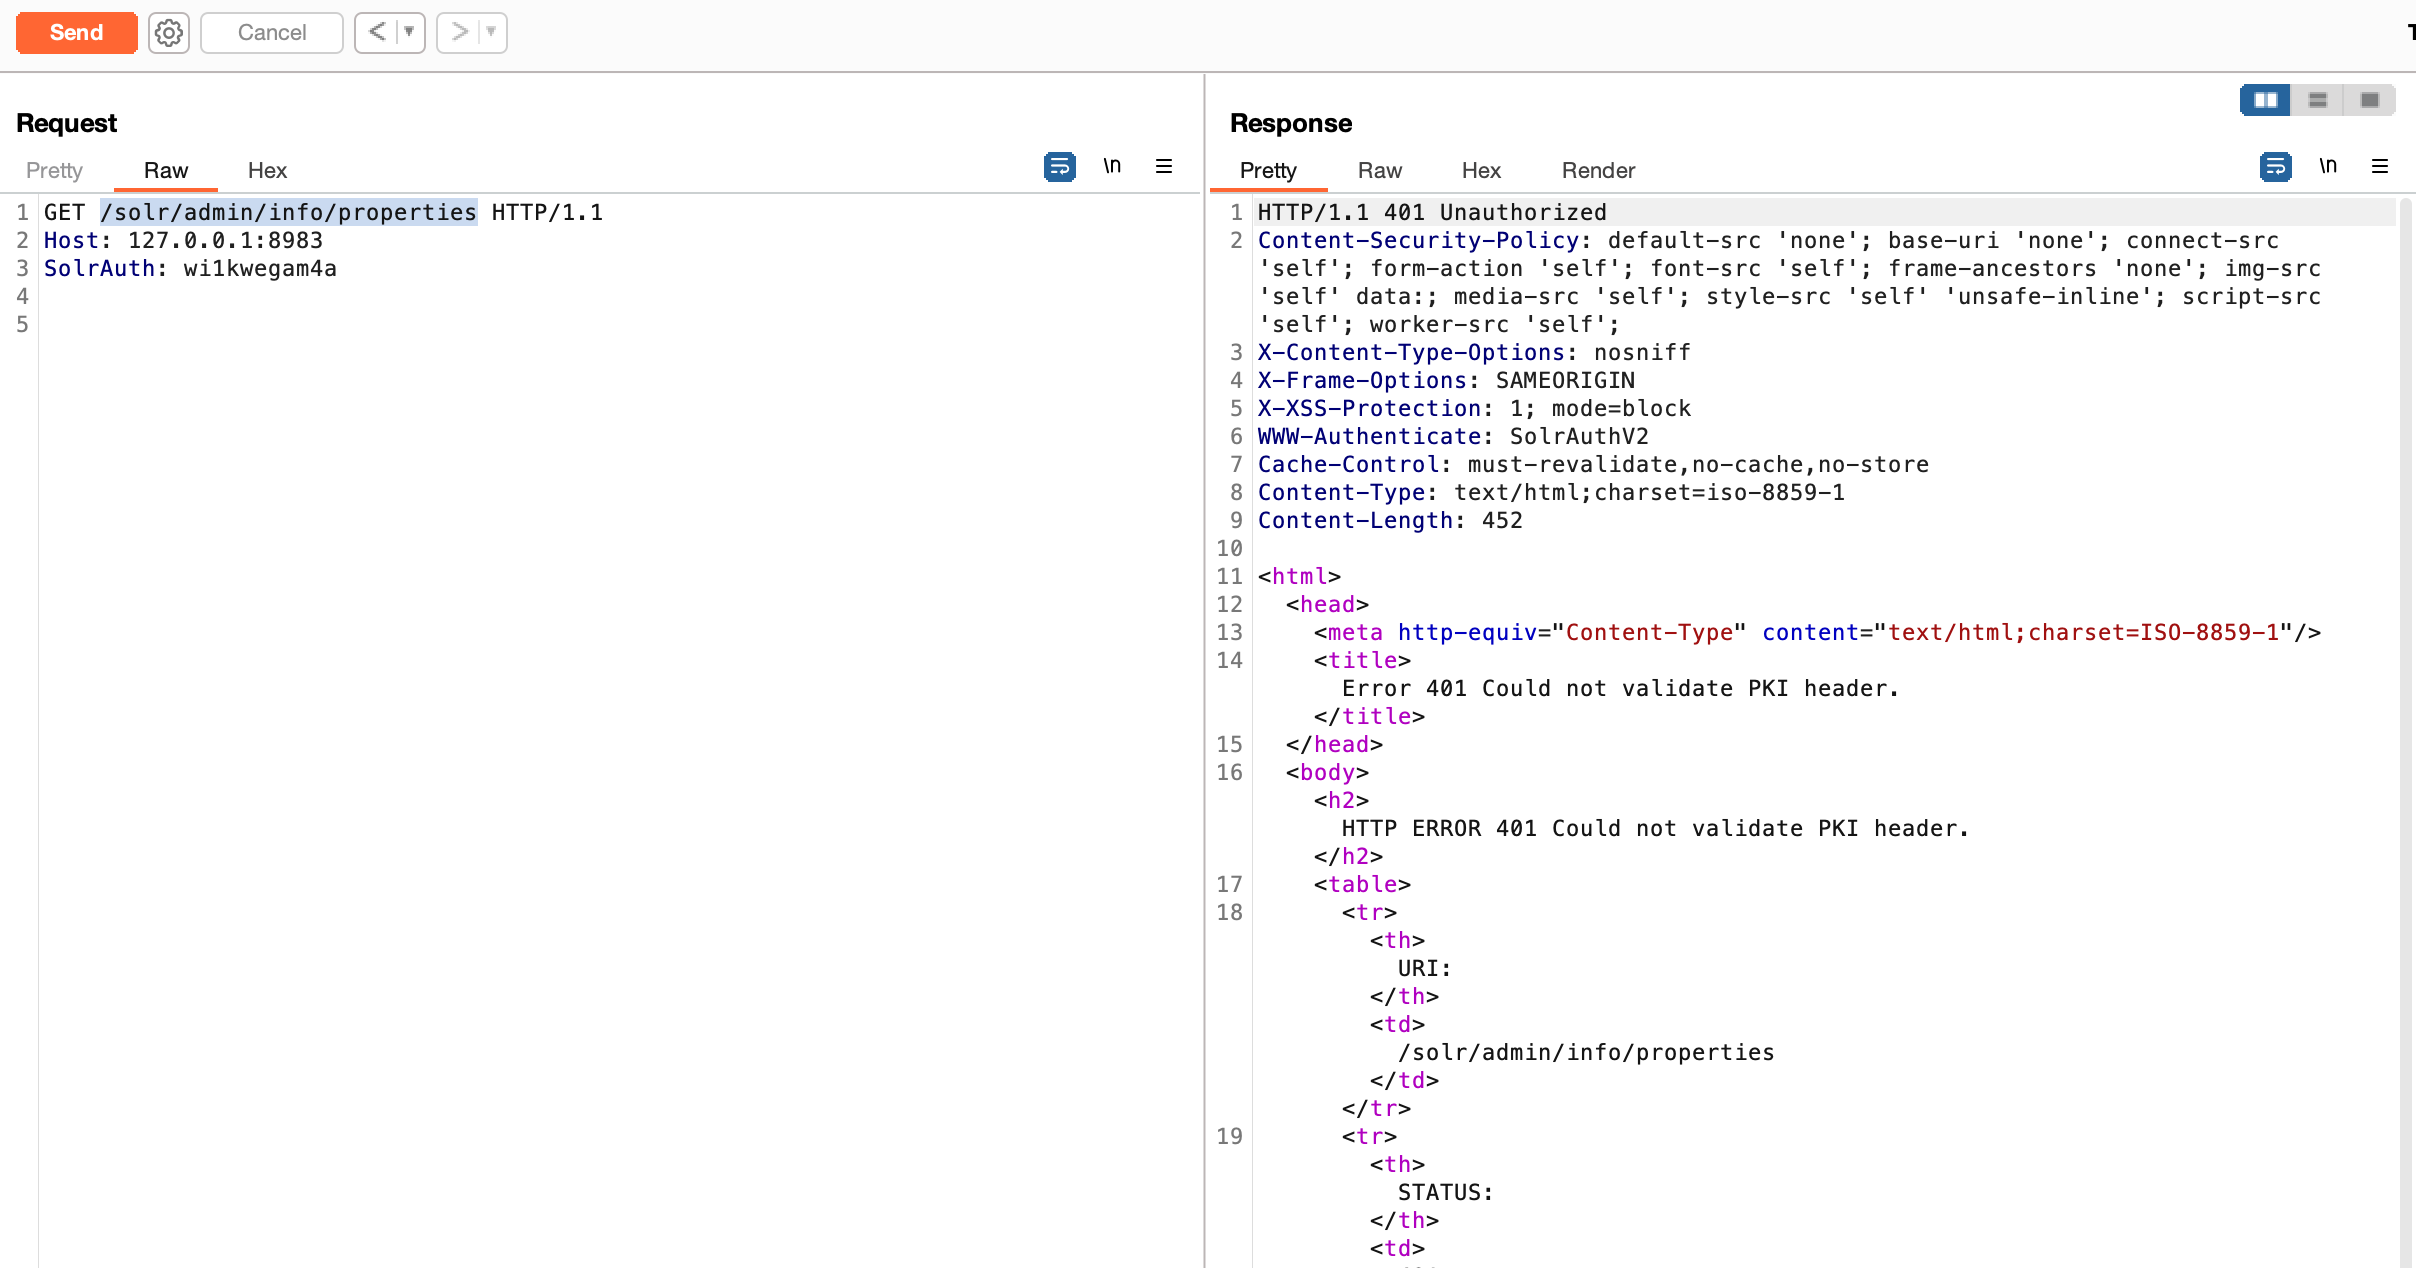 Send
Cancel
< ▼
> ▼
Request
Pretty Raw Hex
\n
1 GET /solr/admin/info/properties HTTP/1.1
2 Host: 127.0.0.1:8983
3 SolrAuth: wi1kwegam4a
4
5
Response
Pretty Raw Hex Render
\n
1 HTTP/1.1 401 Unauthorized
2 Content-Security-Policy: default-src 'none'; base-uri 'none'; connect-src
'self'; form-action 'self'; font-src 'self'; frame-ancestors 'none'; img-src
'self' data:; media-src 'self'; style-src 'self' 'unsafe-inline'; script-src
'self'; worker-src 'self';
3 X-Content-Type-Options: nosniff
4 X-Frame-Options: SAMEORIGIN
5 X-XSS-Protection: 1; mode=block
6 WWW-Authenticate: SolrAuthV2
7 Cache-Control: must-revalidate,no-cache,no-store
8 Content-Type: text/html;charset=iso-8859-1
9 Content-Length: 452
10
11 <html>
12 <head>
13 <meta http-equiv="Content-Type" content="text/html;charset=ISO-8859-1"/>
14 <title>
Error 401 Could not validate PKI header.
</title>
15 </head>
16 <body>
<h2>
HTTP ERROR 401 Could not validate PKI header.
</h2>
17 <table>
18 <tr>
<th>
URI:
</th>
<td>
/solr/admin/info/properties
</td>
</tr>
19 <tr>
<th>
STATUS:
</th>
<td>